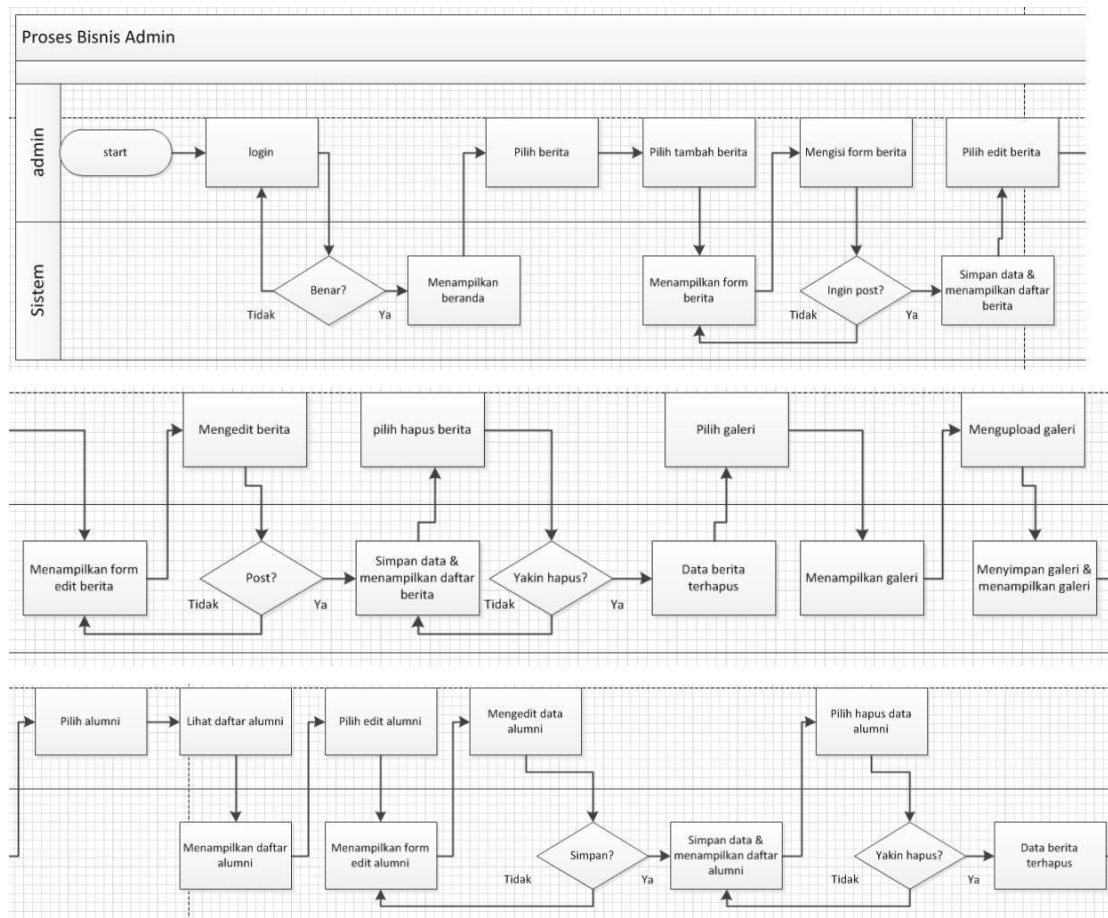 Proses Bisnis Admin
admin
start
login
Pilih berita
Pilih tambah berita
Mengisi form berita
Pilih edit berita
Sistem
Benar?
Tidak
Ya
Menampilkan
beranda
Menampilkan form
berita
Ingin post?
Tidak
Ya
Simpan data &
menampilkan daftar
berita
Mengedit berita
pilih hapus berita
Pilih galeri
Mengupload galeri
Menampilkan form
edit berita
Post?
Tidak
Ya
Simpan data &
menampilkan daftar
berita
Yakin hapus?
Tidak
Ya
Data berita
terhapus
Menampilkan galeri
Menyimpan galeri &
menampilkan galeri
Pilih alumni
Lihat daftar alumni
Pilih edit alumni
Mengedit data
alumni
Pilih hapus data
alumni
Menampilkan daftar
alumni
Menampilkan form
edit alumni
Simpan?
Tidak
Ya
Simpan data &
menampilkan daftar
alumni
Yakin hapus?
Tidak
Ya
Data berita
terhapus